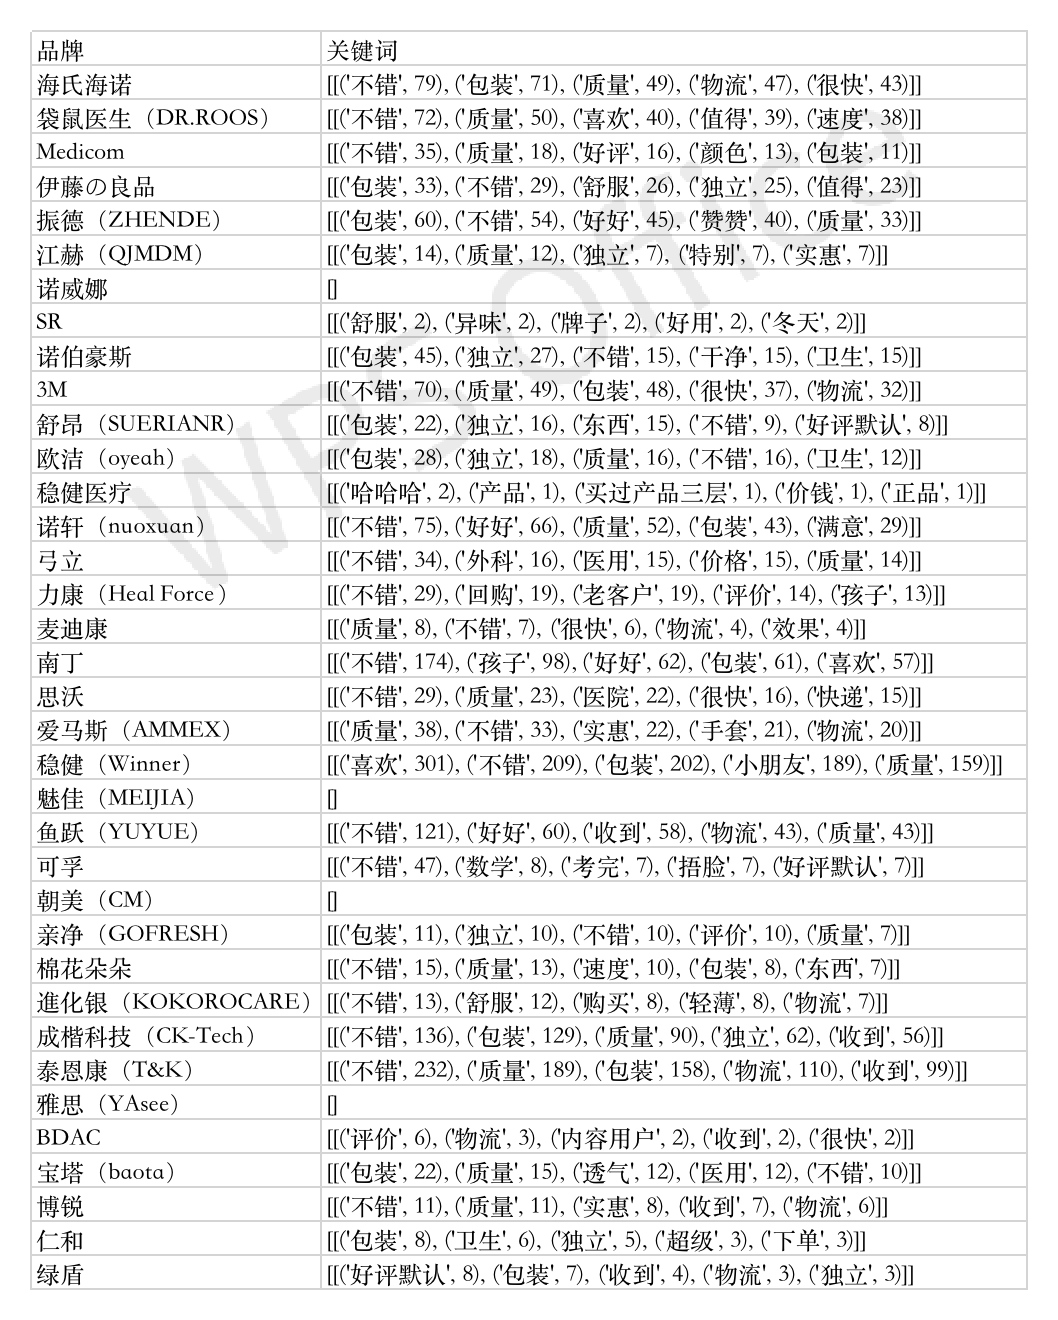 品牌 关键词
海氏海诺 [[('不错', 79), ('包装', 71), ('质量', 49), ('物流', 47), ('很快', 43)]]
袋鼠医生（DR.ROOS） [[('不错', 72), ('质量', 50), ('喜欢', 40), ('值得', 39), ('速度', 38)]]
Medicom [[('不错', 35), ('质量', 18), ('好评', 16), ('颜色', 13), ('包装', 11)]]
伊藤の良品 [[('包装', 33), ('不错', 29), ('舒服', 26), ('独立', 25), ('值得', 23)]]
振德（ZHENDE） [[('包装', 60), ('不错', 54), ('好好', 45), ('赞赞', 40), ('质量', 33)]]
江赫（QJMDM） [[('包装', 14), ('质量', 12), ('独立', 7), ('特别', 7), ('实惠', 7)]]
诺威娜 []
SR [[('舒服', 2), ('异味', 2), ('牌子', 2), ('好用', 2), ('冬天', 2)]]
诺伯豪斯 [[('包装', 45), ('独立', 27), ('不错', 15), ('干净', 15), ('卫生', 15)]]
3M [[('不错', 70), ('质量', 49), ('包装', 48), ('很快', 37), ('物流', 32)]]
舒昂（SUERIANR） [[('包装', 22), ('独立', 16), ('东西', 15), ('不错', 9), ('好评默认', 8)]]
欧洁（oyeah） [[('包装', 28), ('独立', 18), ('质量', 16), ('不错', 16), ('卫生', 12)]]
稳健医疗 [[('哈哈哈', 2), ('产品', 1), ('买过产品三层', 1), ('价钱', 1), ('正品', 1)]]
诺轩（nuoxuan） [[('不错', 75), ('好好', 66), ('质量', 52), ('包装', 43), ('满意', 29)]]
弓立 [[('不错', 34), ('外科', 16), ('医用', 15), ('价格', 15), ('质量', 14)]]
力康（Heal Force） [[('不错', 29), ('回购', 19), ('老客户', 19), ('评价', 14), ('孩子', 13)]]
麦迪康 [[('质量', 8), ('不错', 7), ('很快', 6), ('物流', 4), ('效果', 4)]]
南丁 [[('不错', 174), ('孩子', 98), ('好好', 62), ('包装', 61), ('喜欢', 57)]]
思沃 [[('不错', 29), ('质量', 23), ('医院', 22), ('很快', 16), ('快递', 15)]]
爱马斯（AMMEX） [[('质量', 38), ('不错', 33), ('实惠', 22), ('手套', 21), ('物流', 20)]]
稳健（Winner） [[('喜欢', 301), ('不错', 209), ('包装', 202), ('小朋友', 189), ('质量', 159)]]
魅佳（MEIJIA） []
鱼跃（YUYUE） [[('不错', 121), ('好好', 60), ('收到', 58), ('物流', 43), ('质量', 43)]]
可孚 [[('不错', 47), ('数学', 8), ('考完', 7), ('捂脸', 7), ('好评默认', 7)]]
朝美（CM） []
亲净（GOFRESH） [[('包装', 11), ('独立', 10), ('不错', 10), ('评价', 10), ('质量', 7)]]
棉花朵朵 [[('不错', 15), ('质量', 13), ('速度', 10), ('包装', 8), ('东西', 7)]]
進化银（KOKOROCARE） [[('不错', 13), ('舒服', 12), ('购买', 8), ('轻薄', 8), ('物流', 7)]]
成楷科技（CK-Tech） [[('不错', 136), ('包装', 129), ('质量', 90), ('独立', 62), ('收到', 56)]]
泰恩康（T&K） [[('不错', 232), ('质量', 189), ('包装', 158), ('物流', 110), ('收到', 99)]]
雅思（YAsee） []
BDAC [[('评价', 6), ('物流', 3), ('内容用户', 2), ('收到', 2), ('很快', 2)]]
宝塔（baota） [[('包装', 22), ('质量', 15), ('透气', 12), ('医用', 12), ('不错', 10)]]
博锐 [[('不错', 11), ('质量', 11), ('实惠', 8), ('收到', 7), ('物流', 6)]]
仁和 [[('包装', 8), ('卫生', 6), ('独立', 5), ('超级', 3), ('下单', 3)]]
绿盾 [[('好评默认', 8), ('包装', 7), ('收到', 4), ('物流', 3), ('独立', 3)]]
WPS Office